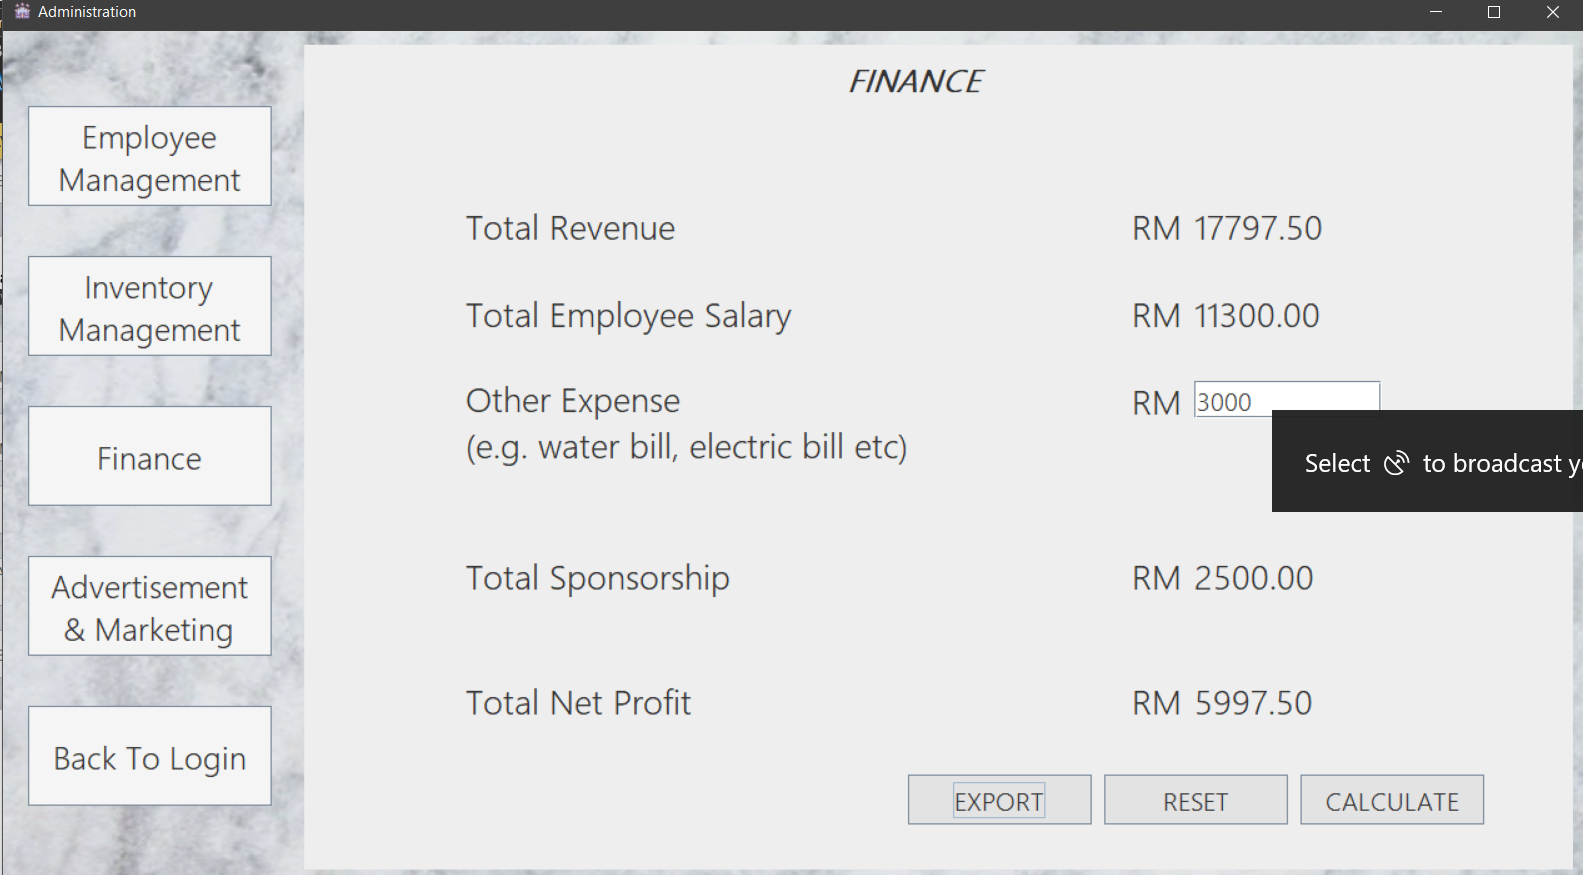 Administration
FINANCE
Employee
Management
Inventory
Management
Finance
Advertisement
& Marketing
Back To Login
Total Revenue RM 17797.50
Total Employee Salary RM 11300.00
Other Expense RM 3000
(e.g. water bill, electric bill etc)
Select to broadcast
Total Sponsorship RM 2500.00
Total Net Profit RM 5997.50
EXPORT RESET CALCULATE